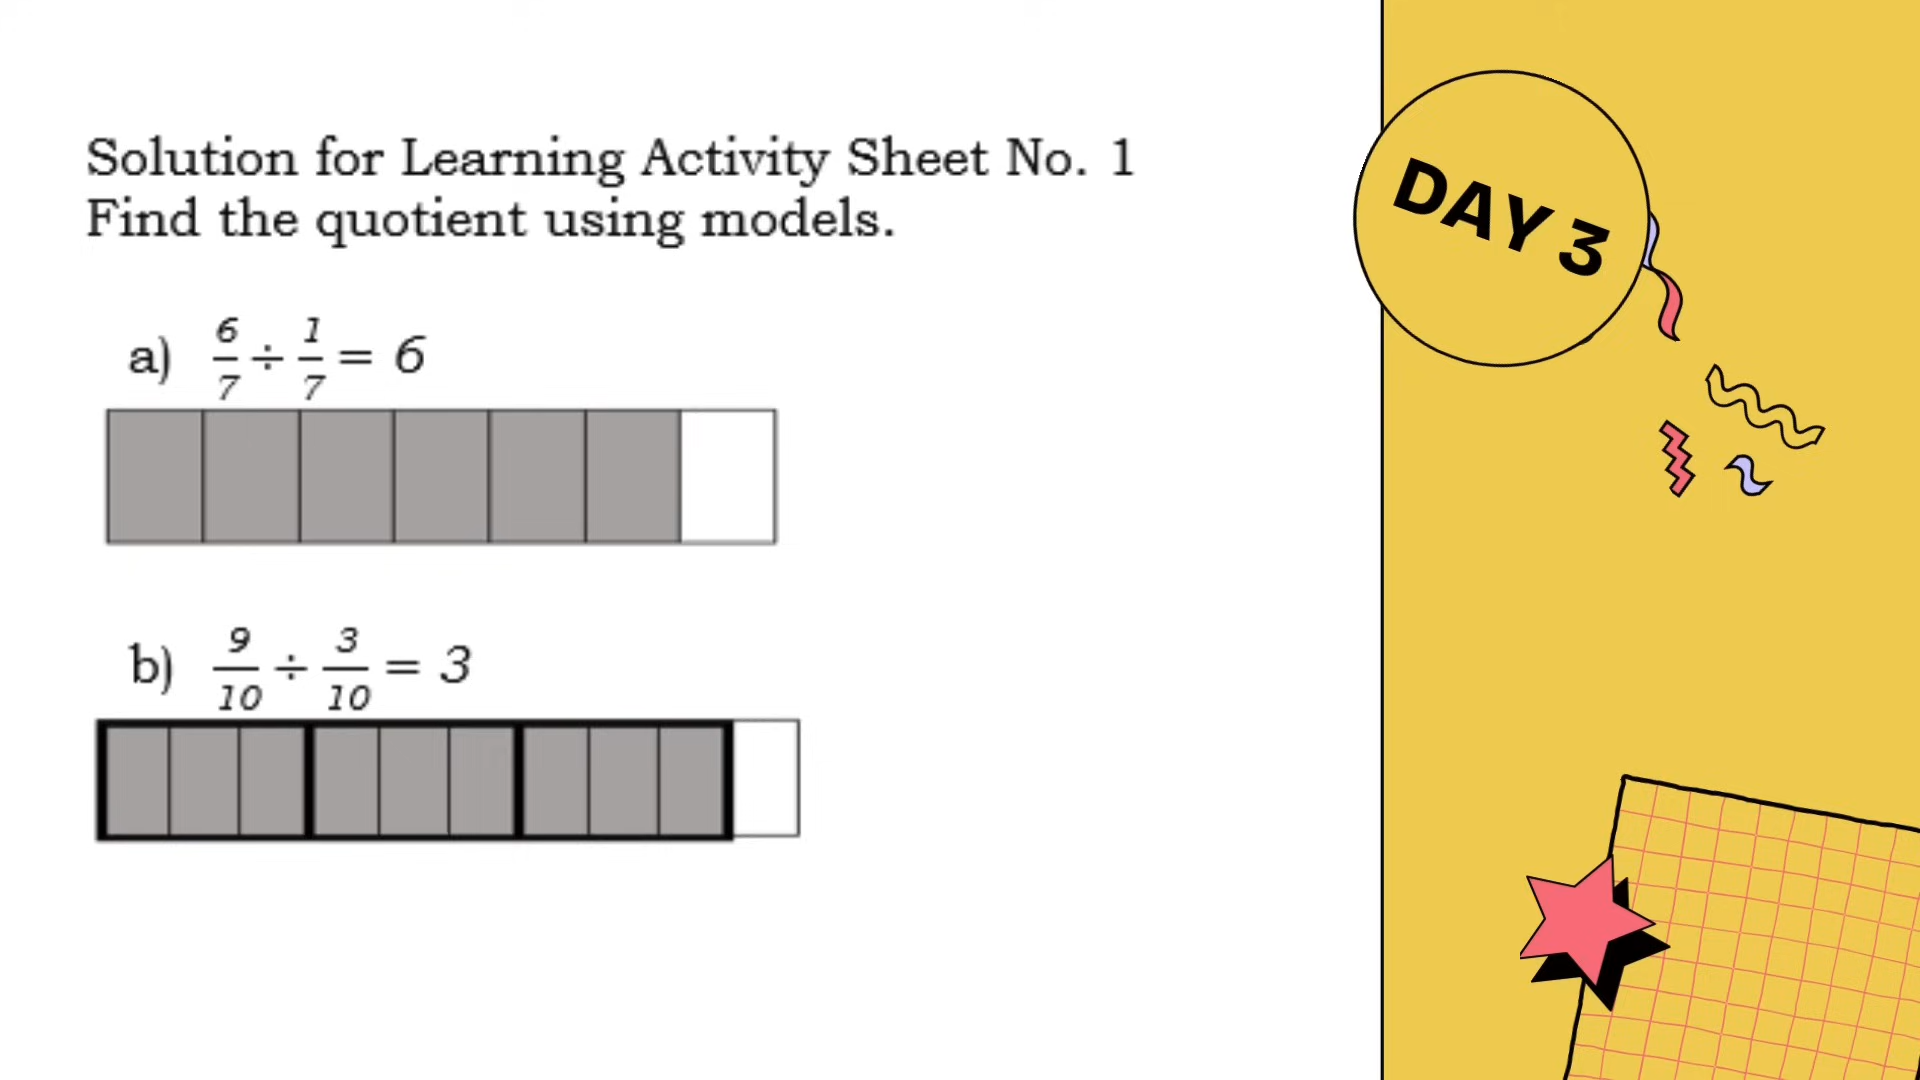 Solution for Learning Activity Sheet No. 1
Find the quotient using models.
a) 6/7 ÷ 1/7 = 6
b) 9/10 ÷ 3/10 = 3
DAY 3